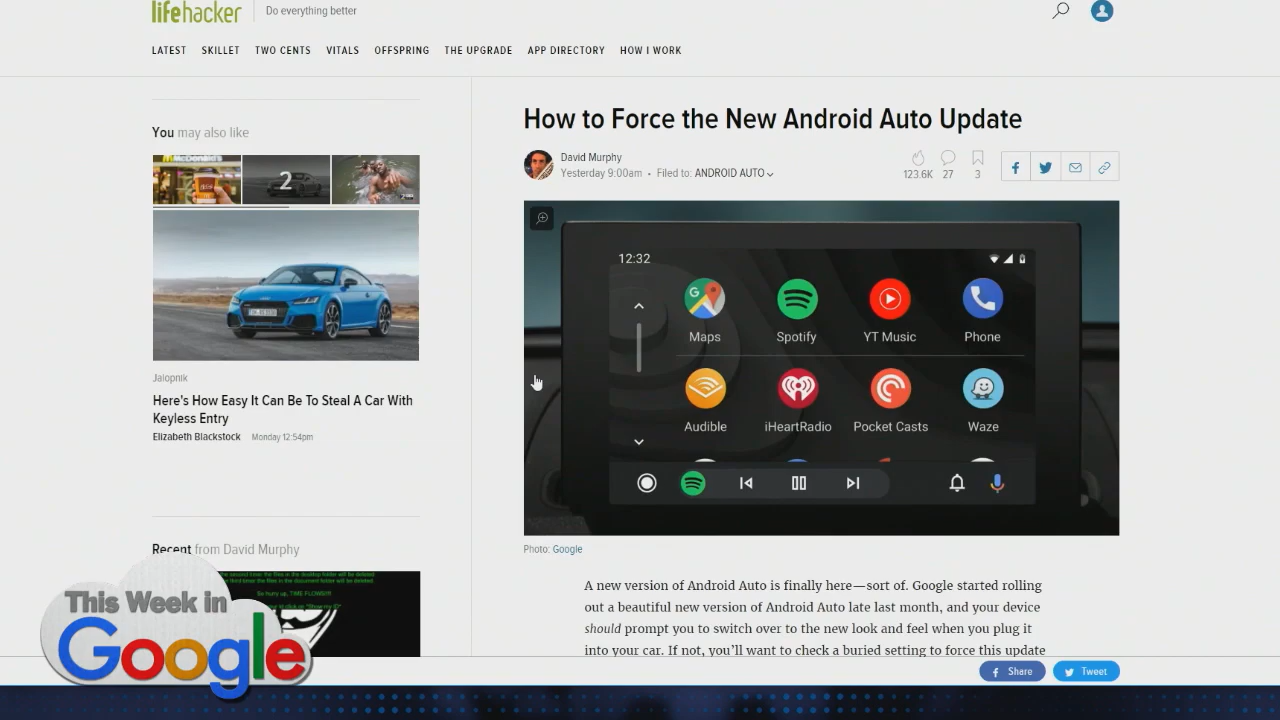 lifehacker
Do everything better
LATEST SKILLET TWO CENTS VITALS OFFSPRING THE UPGRADE APP DIRECTORY HOW I WORK
You may also like
McDonald's
2
Jalopnik
Here's How Easy It Can Be To Steal A Car With
Keyless Entry
Elizabeth Blackstock Monday 12:54pm
Recent from David Murphy
How to Force the New Android Auto Update
David Murphy
Yesterday 9:00am • Filed to: ANDROID AUTO
123.6K 27 3
12:32
Maps Spotify YT Music Phone
Audible iHeartRadio Pocket Casts Waze
Photo: Google
A new version of Android Auto is finally here—sort of. Google started rolling
out a beautiful new version of Android Auto late last month, and your device
should prompt you to switch over to the new look and feel when you plug it
into your car. If not, you'll want to check a buried setting to force this update
Share Tweet
This Week in
Google